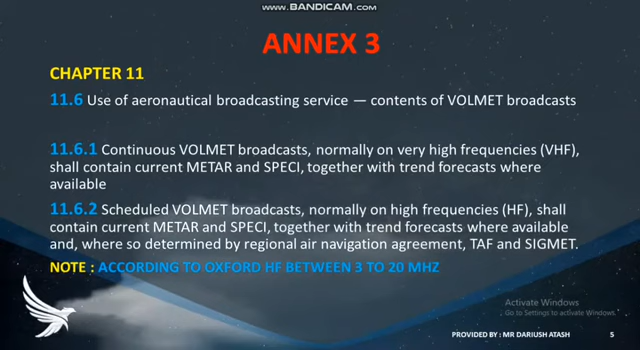 WWW.BANDICAM.COM
ANNEX 3
CHAPTER 11
11.6 Use of aeronautical broadcasting service — contents of VOLMET broadcasts
11.6.1 Continuous VOLMET broadcasts, normally on very high frequencies (VHF),
shall contain current METAR and SPECI, together with trend forecasts where
available
11.6.2 Scheduled VOLMET broadcasts, normally on high frequencies (HF), shall
contain current METAR and SPECI, together with trend forecasts where available
and, where so determined by regional air navigation agreement, TAF and SIGMET.
NOTE : ACCORDING TO OXFORD HF BETWEEN 3 TO 20 MHZ
Activate Windows
Go to Settings to activate Windows.
PROVIDED BY : MR DARIUSH ATASH 5